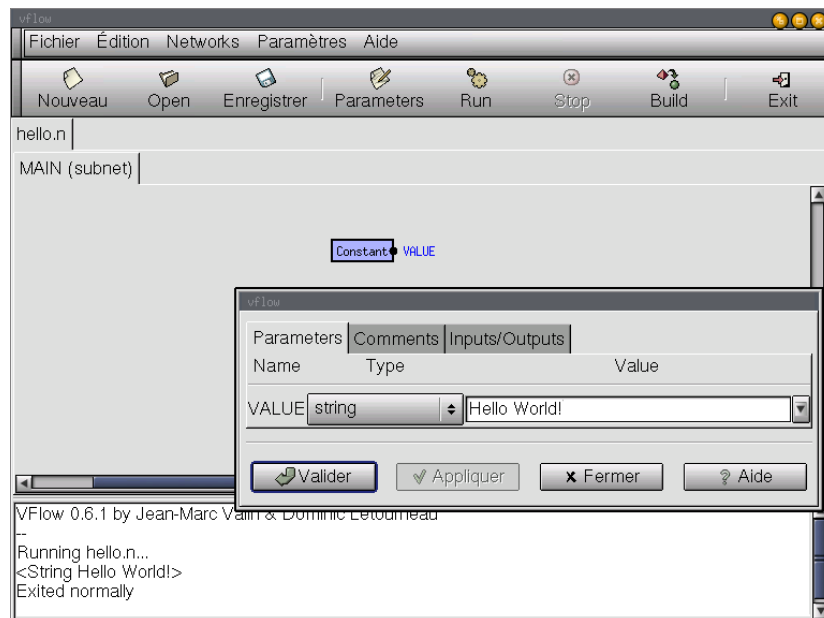 vflow
Fichier Édition Networks Paramètres Aide
Nouveau Open Enregistrer Parameters Run Stop Build Exit
hello.n
MAIN (subnet)
Constant VALUE
vflow
Parameters Comments Inputs/Outputs
Name Type Value
VALUE string Hello World!
Valider Appliquer Fermer Aide
VFlow 0.6.1 by Jean-Marc Valin & Dominic Letourneau
--
Running hello.n...
<String Hello World!>
Exited normally